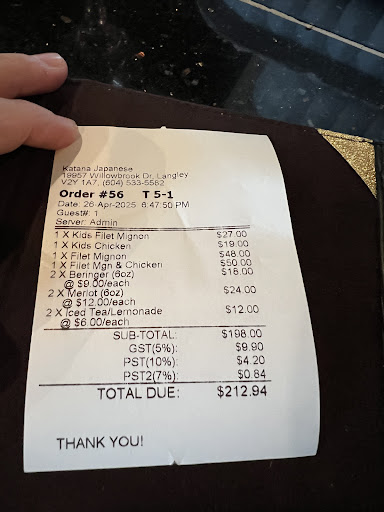 Katana Japanese
19957 Willowbrook Dr, Langley
V2Y 1A7, (604) 533-5582
Order #56 T 5-1
Date: 26-Apr-2025 6:47:50 PM
Guest#: 1
Server: Admin
1 X Kids Filet Mignon $27.00
1 X Kids Chicken $19.00
1 X Filet Mignon $48.00
1 X Filet Mgn & Chicken $50.00
2 X Beringer (6oz) $18.00
@ $9.00/each
2 X Merlot (6oz) $24.00
@ $12.00/each
2 X Iced Tea/Lemonade $12.00
@ $6.00/each
SUB-TOTAL: $198.00
GST(5%): $9.90
PST(10%): $4.20
PST2(7%): $0.84
TOTAL DUE: $212.94
THANK YOU!